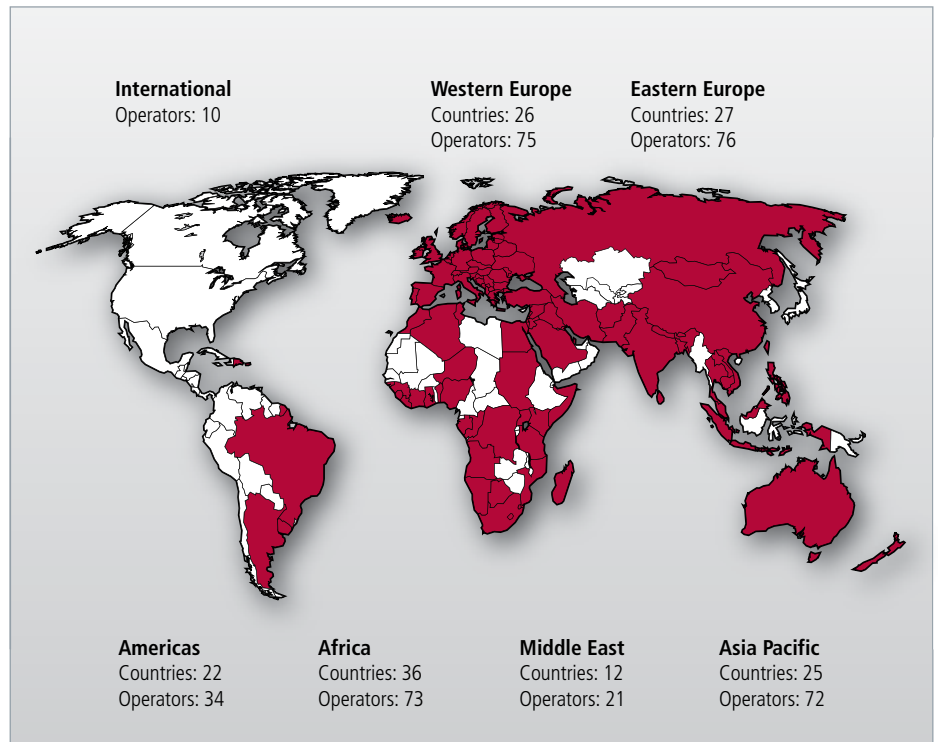 International
Operators: 10
Western Europe
Countries: 26
Operators: 75
Eastern Europe
Countries: 27
Operators: 76
Americas
Countries: 22
Operators: 34
Africa
Countries: 36
Operators: 73
Middle East
Countries: 12
Operators: 21
Asia Pacific
Countries: 25
Operators: 72